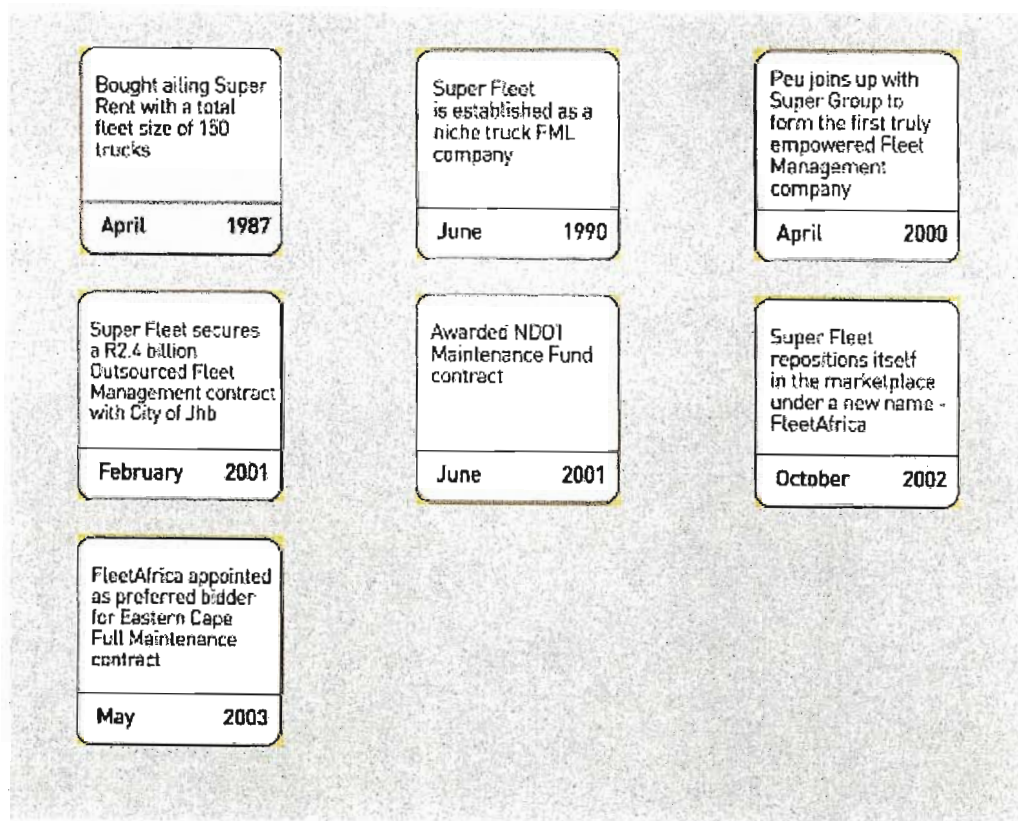 Bought ailing Super
Rent with a total
fleet size of 150
trucks
April 1987
Super Fleet
is established as a
niche truck FML
company
June 1990
Peu joins up with
Super Group to
form the first truly
empowered Fleet
Management
company
April 2000
Super Fleet secures
a R2.4 billion
Outsourced Fleet
Management contract
with City of Jhb
February 2001
Awarded NDOT
Maintenance Fund
contract
June 2001
Super Fleet
repositions itself
in the marketplace
under a new name -
FleetAfrica
October 2002
FleetAfrica appointed
as preferred bidder
for Eastern Cape
Full Maintenance
contract
May 2003